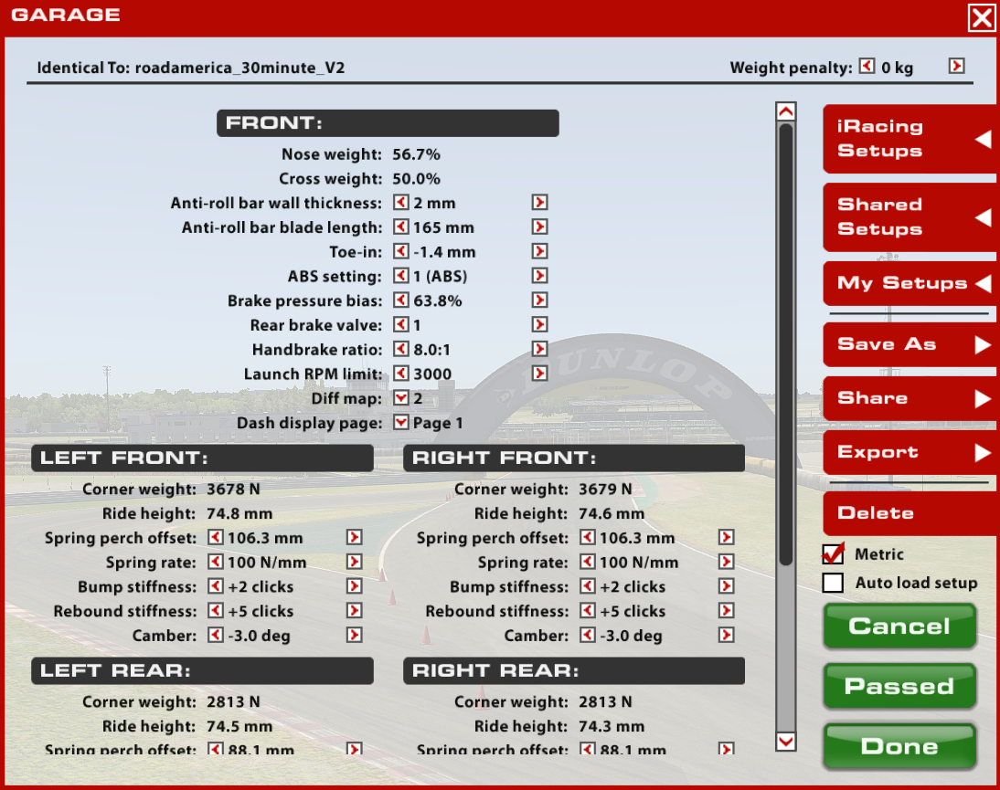 GARAGE
Identical To: roadamerica_30minute_V2
Weight penalty: 0 kg
FRONT:
Nose weight: 56.7%
Cross weight: 50.0%
Anti-roll bar wall thickness: 2 mm
Anti-roll bar blade length: 165 mm
Toe-in: -1.4 mm
ABS setting: 1 (ABS)
Brake pressure bias: 63.8%
Rear brake valve: 1
Handbrake ratio: 8.0:1
Launch RPM limit: 3000
Diff map: 2
Dash display page: Page 1
DUNLOP
LEFT FRONT:
Corner weight: 3678 N
Ride height: 74.8 mm
Spring perch offset: 106.3 mm
Spring rate: 100 N/mm
Bump stiffness: +2 clicks
Rebound stiffness: +5 clicks
Camber: -3.0 deg
RIGHT FRONT:
Corner weight: 3679 N
Ride height: 74.6 mm
Spring perch offset: 106.3 mm
Spring rate: 100 N/mm
Bump stiffness: +2 clicks
Rebound stiffness: +5 clicks
Camber: -3.0 deg
LEFT REAR:
Corner weight: 2813 N
Ride height: 74.5 mm
Spring perch offset: 88.1 mm
RIGHT REAR:
Corner weight: 2813 N
Ride height: 74.3 mm
Spring perch offset: 88.1 mm
iRacing
Setups
Shared
Setups
My Setups
Save As
Share
Export
Delete
Metric
Auto load setup
Cancel
Passed
Done